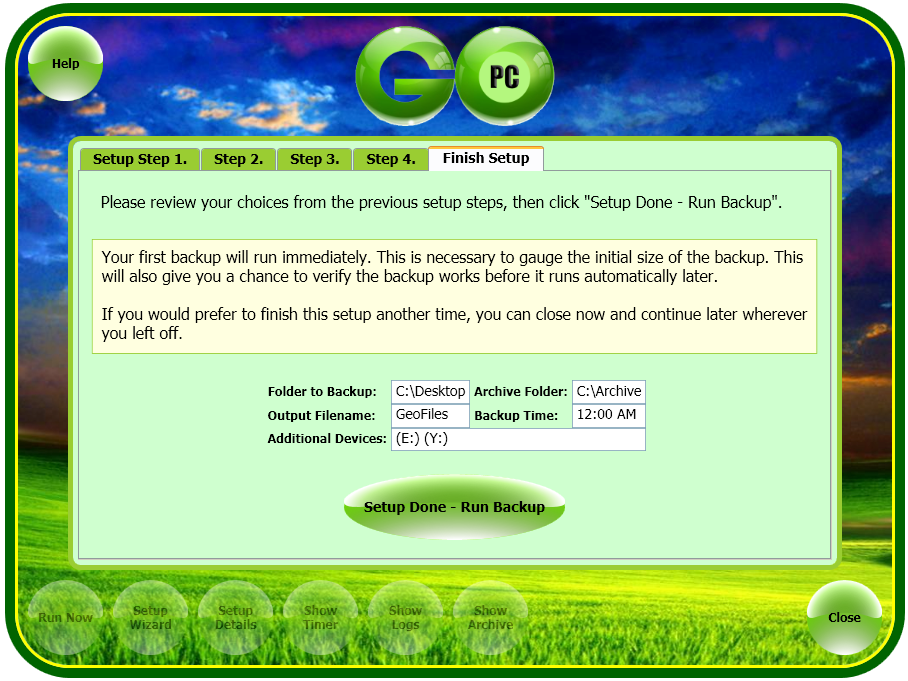 Help
GO PC
Setup Step 1. Step 2. Step 3. Step 4. Finish Setup
Please review your choices from the previous setup steps, then click "Setup Done - Run Backup".
Your first backup will run immediately. This is necessary to gauge the initial size of the backup. This
will also give you a chance to verify the backup works before it runs automatically later.
If you would prefer to finish this setup another time, you can close now and continue later wherever
you left off.
Folder to Backup: C:\Desktop Archive Folder: C:\Archive
Output Filename: GeoFiles Backup Time: 12:00 AM
Additional Devices: (E:) (Y:)
Setup Done - Run Backup
Run Now
Setup
Wizard
Setup
Details
Show
Timer
Show
Logs
Show
Archive
Close